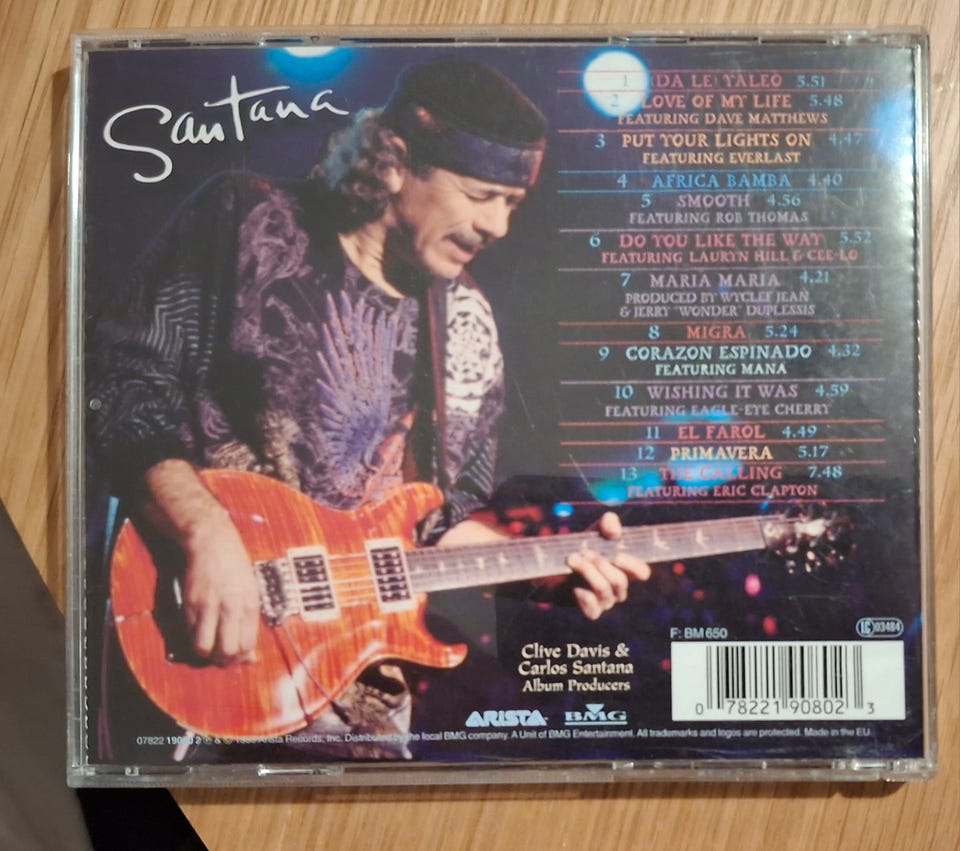 Santana
1 DA LE YALEO 5.51
2 LOVE OF MY LIFE 5.48
FEATURING DAVE MATTHEWS
3 PUT YOUR LIGHTS ON 4.47
FEATURING EVERLAST
4 AFRICA BAMBA 4.40
5 SMOOTH 4.56
FEATURING ROB THOMAS
6 DO YOU LIKE THE WAY 5.52
FEATURING LAURYN HILL & CEE-LO
7 MARIA MARIA 4.21
PRODUCED BY WYCLEF JEAN
& JERRY "WONDER" DUPLESSIS
8 MIGRA 5.24
9 CORAZON ESPINADO 4.32
FEATURING MANA
10 WISHING IT WAS 4.59
FEATURING EAGLE-EYE CHERRY
11 EL FAROL 4.49
12 PRIMAVERA 5.17
13 THE CALLING 7.48
FEATURING ERIC CLAPTON
F: BM 650
LC 03484
Clive Davis &
Carlos Santana
Album Producers
ARISTA BMG
0 78221 90802 3
07822 19080 2 ℗ & © 1999 Arista Records, Inc. Distributed by the local BMG company. A Unit of BMG Entertainment. All trademarks and logos are protected. Made in the EU.